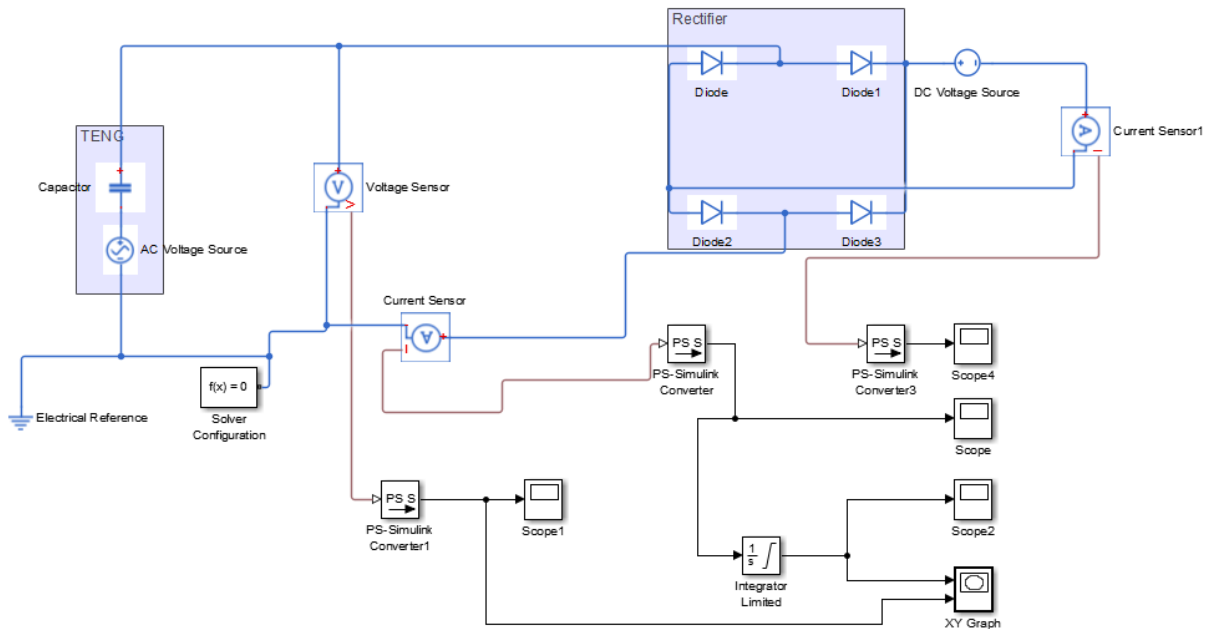 Rectifier
Diode
Diode1
DC Voltage Source
Current Sensor1
TENG
Capacitor
AC Voltage Source
V
Voltage Sensor
A
Diode2
Diode3
Current Sensor
A
f(x) = 0
Solver
Configuration
Electrical Reference
PS S
PS-Simulink
Converter
PS S
PS-Simulink
Converter3
Scope4
Scope
PS S
PS-Simulink
Converter1
Scope1
Scope2
1
s
Integrator
Limited
XY Graph